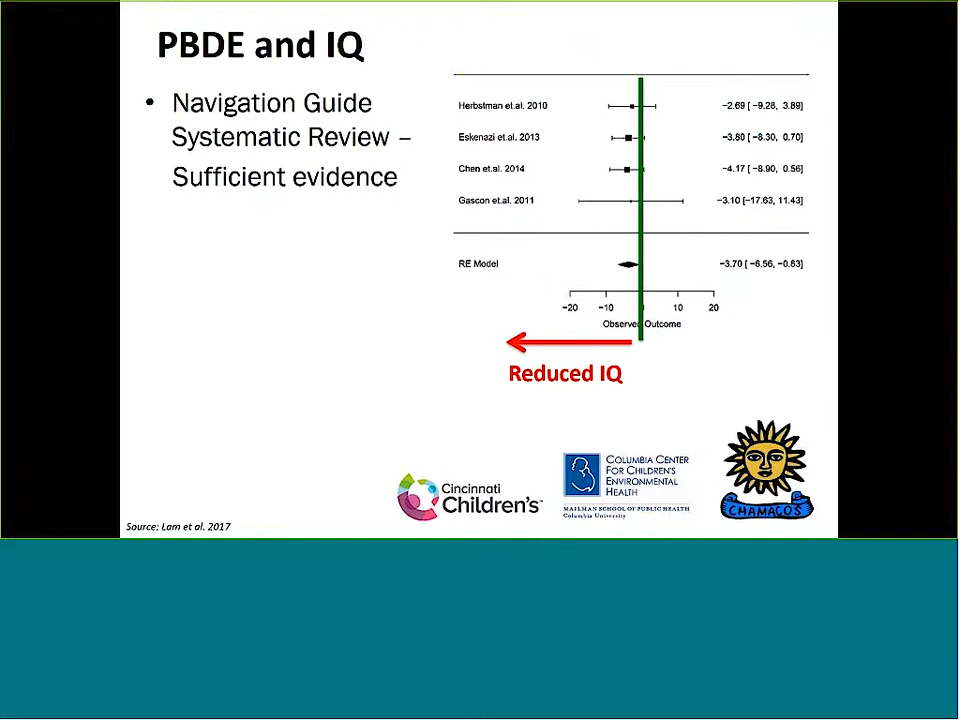 PBDE and IQ
• Navigation Guide
Systematic Review –
Sufficient evidence
Herbstman et.al. 2010 −2.69 [ −9.28, 3.89]
Eskenazi et.al. 2013 −3.80 [ −8.30, 0.70]
Chen et.al. 2014 −4.17 [ −8.90, 0.56]
Gascon et.al. 2011 −3.10 [−17.63, 11.43]
RE Model −3.70 [ −6.56, −0.83]
−20 −10 10 20
Observed Outcome
Reduced IQ
Cincinnati
Children's™
COLUMBIA CENTER
FOR CHILDREN'S
ENVIRONMENTAL
HEALTH
MAILMAN SCHOOL OF PUBLIC HEALTH
Columbia University
CHAMACOS
Source: Lam et al. 2017